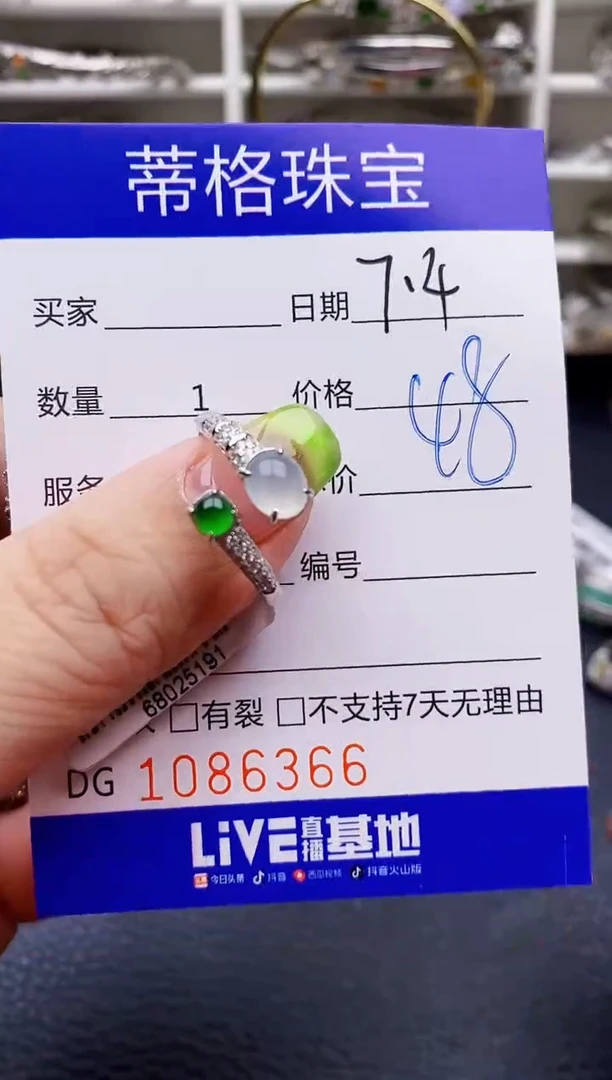 蒂格珠宝
买家 日期 7.4
数量 1 价格 48
服务 价
编号
68025191
□有裂 □不支持7天无理由
DG 1086366
LiVE直播基地
今日头条 抖音 西瓜视频 抖音火山版